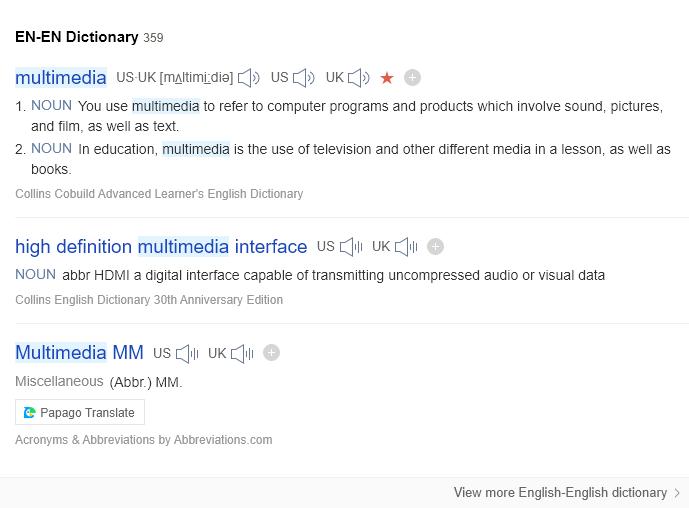 EN-EN Dictionary 359
multimedia US·UK [mʌltimiːdiə] US UK
1. NOUN You use multimedia to refer to computer programs and products which involve sound, pictures,
and film, as well as text.
2. NOUN In education, multimedia is the use of television and other different media in a lesson, as well as
books.
Collins Cobuild Advanced Learner's English Dictionary
high definition multimedia interface US UK
NOUN abbr HDMI a digital interface capable of transmitting uncompressed audio or visual data
Collins English Dictionary 30th Anniversary Edition
Multimedia MM US UK
Miscellaneous (Abbr.) MM.
Papago Translate
Acronyms & Abbreviations by Abbreviations.com
View more English-English dictionary